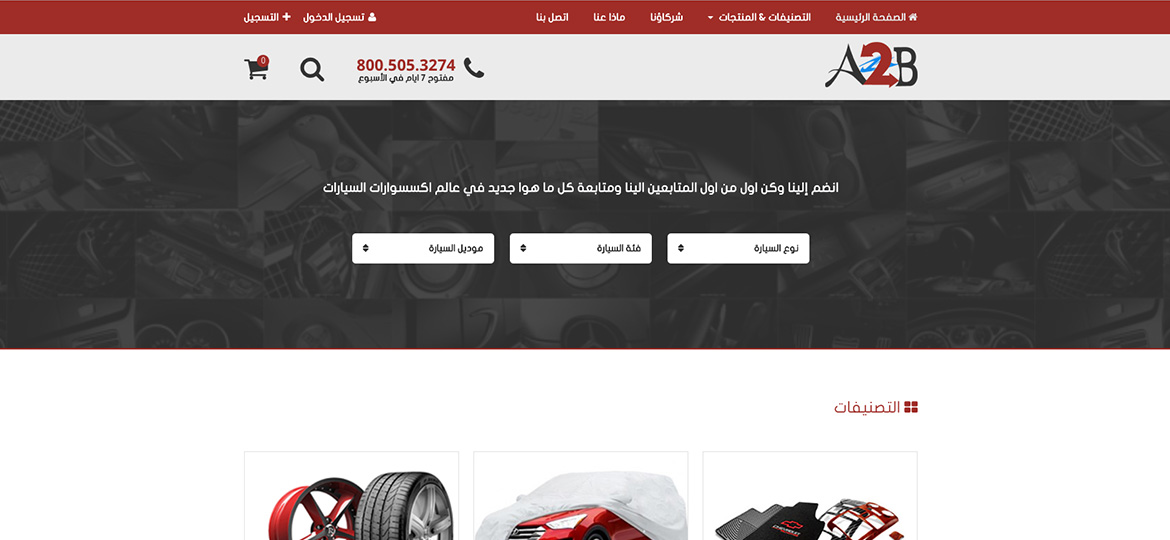 الصفحة الرئيسية
التصنيفات & المنتجات
شركاؤنا
ماذا عنا
اتصل بنا
تسجيل الدخول
التسجيل
A2B
800.505.3274
مفتوح 7 ايام في الأسبوع
0
انضم إلينا وكن اول من اول المتابعين الينا ومتابعة كل ما هوا جديد في عالم اكسسوارات السيارات
نوع السيارة
فئة السيارة
موديل السيارة
التصنيفات
CHEVROLET